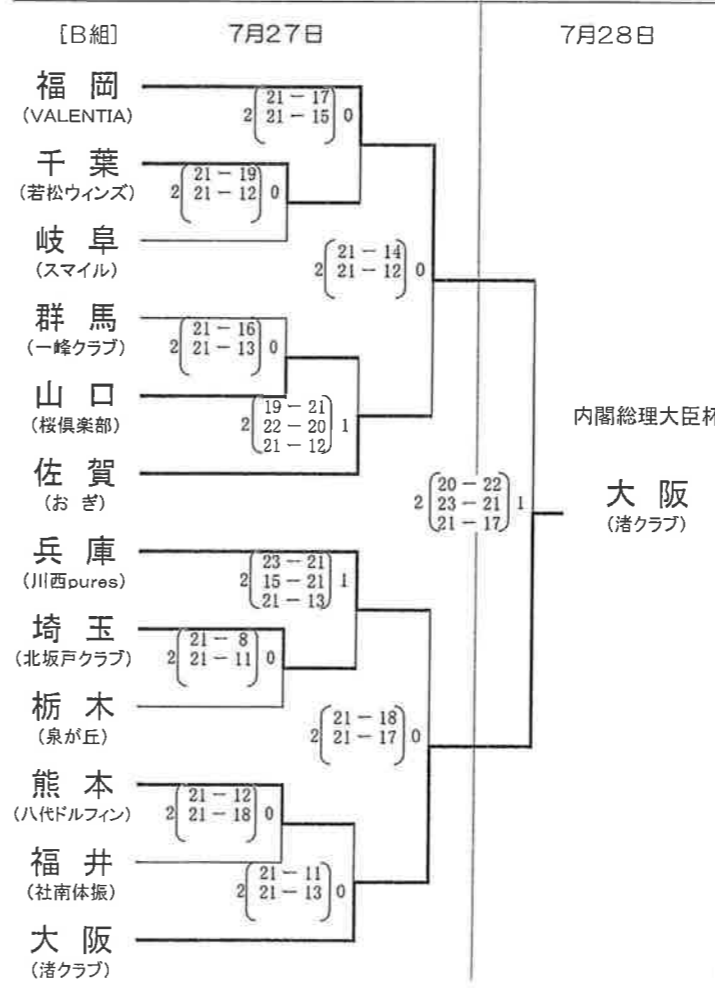 [B組] 7月27日 7月28日
福岡
(VALENTIA)
2 21-17 0
21-15
千葉
(若松ウィンズ)
2 21-19 0
21-12
岐阜
(スマイル)
2 21-14 0
21-12
群馬
(一峰クラブ)
2 21-16 0
21-13
山口
(桜倶楽部)
19-21
2 22-20 1
21-12
佐賀
(おぎ)
内閣総理大臣杯
20-22
2 23-21 1
21-17
大阪
(渚クラブ)
兵庫
(川西pures)
23-21
2 15-21 1
21-13
埼玉
(北坂戸クラブ)
2 21-8 0
21-11
栃木
(泉が丘)
2 21-18 0
21-17
熊本
(八代ドルフィン)
2 21-12 0
21-18
福井
(社南体振)
2 21-11 0
21-13
大阪
(渚クラブ)